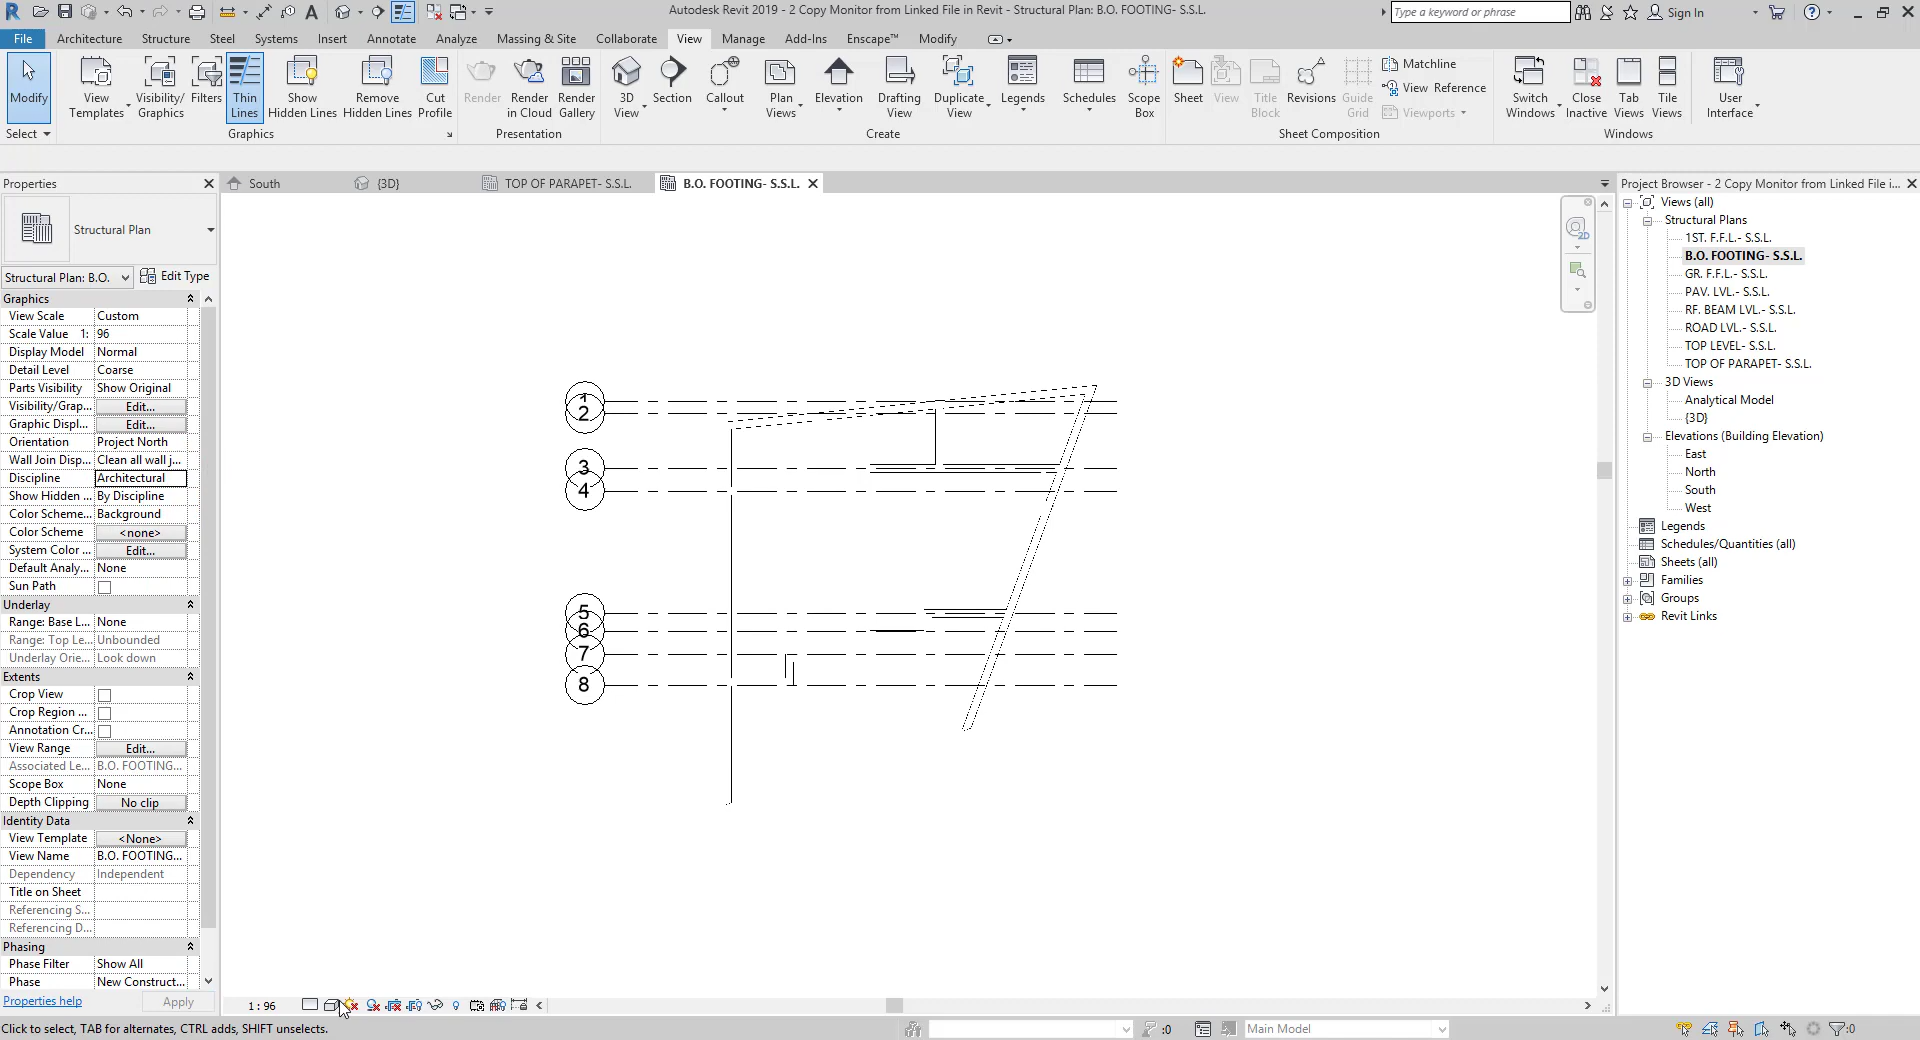 Autodesk Revit 2019 - 2 Copy Monitor from Linked File in Revit - Structural Plan: B.O. FOOTING- S.S.L.
Type a keyword or phrase
Sign In
File Architecture Structure Steel Systems Insert Annotate Analyze Massing & Site Collaborate View Manage Add-Ins Enscape™ Modify
Modify
View Templates
Visibility/ Graphics
Filters
Thin Lines
Show Hidden Lines
Remove Hidden Lines
Cut Profile
Render
Render in Cloud
Render Gallery
3D View
Section
Callout
Plan Views
Elevation
Drafting View
Duplicate View
Legends
Schedules
Scope Box
Sheet
View
Title Block
Revisions
Guide Grid
Matchline
View Reference
Viewports
Switch Windows
Close Inactive
Tab Views
Tile Views
User Interface
Select Graphics Presentation Create Sheet Composition Windows
Properties
South {3D} TOP OF PARAPET- S.S.L. B.O. FOOTING- S.S.L.
Structural Plan
Structural Plan: B.O. Edit Type
Graphics
View Scale Custom
Scale Value 1: 96
Display Model Normal
Detail Level Coarse
Parts Visibility Show Original
Visibility/Grap... Edit...
Graphic Displ... Edit...
Orientation Project North
Wall Join Disp... Clean all wall j...
Discipline Architectural
Show Hidden ... By Discipline
Color Scheme... Background
Color Scheme <none>
System Color ... Edit...
Default Analy... None
Sun Path
Underlay
Range: Base L... None
Range: Top Le... Unbounded
Underlay Orie... Look down
Extents
Crop View
Crop Region ...
Annotation Cr...
View Range Edit...
Associated Le... B.O. FOOTING...
Scope Box None
Depth Clipping No clip
Identity Data
View Template <None>
View Name B.O. FOOTING...
Dependency Independent
Title on Sheet
Referencing S...
Referencing D...
Phasing
Phase Filter Show All
Phase New Construct...
Properties help Apply
1
2
3
4
5
6
7
8
2D
Project Browser - 2 Copy Monitor from Linked File i...
Views (all)
Structural Plans
1ST. F.F.L.- S.S.L.
B.O. FOOTING- S.S.L.
GR. F.F.L.- S.S.L.
PAV. LVL.- S.S.L.
RF. BEAM LVL.- S.S.L.
ROAD LVL.- S.S.L.
TOP LEVEL- S.S.L.
TOP OF PARAPET- S.S.L.
3D Views
Analytical Model
{3D}
Elevations (Building Elevation)
East
North
South
West
Legends
Schedules/Quantities (all)
Sheets (all)
Families
Groups
Revit Links
1 : 96
Click to select, TAB for alternates, CTRL adds, SHIFT unselects.
:0
Main Model
:0